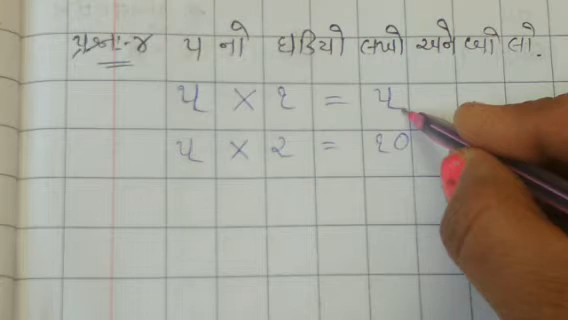 પ્રશ્ન:-૪ ૫ નો ઘડિયો લખો અને બોલો.
૫ × ૧ = ૫
૫ × ૨ = ૧૦